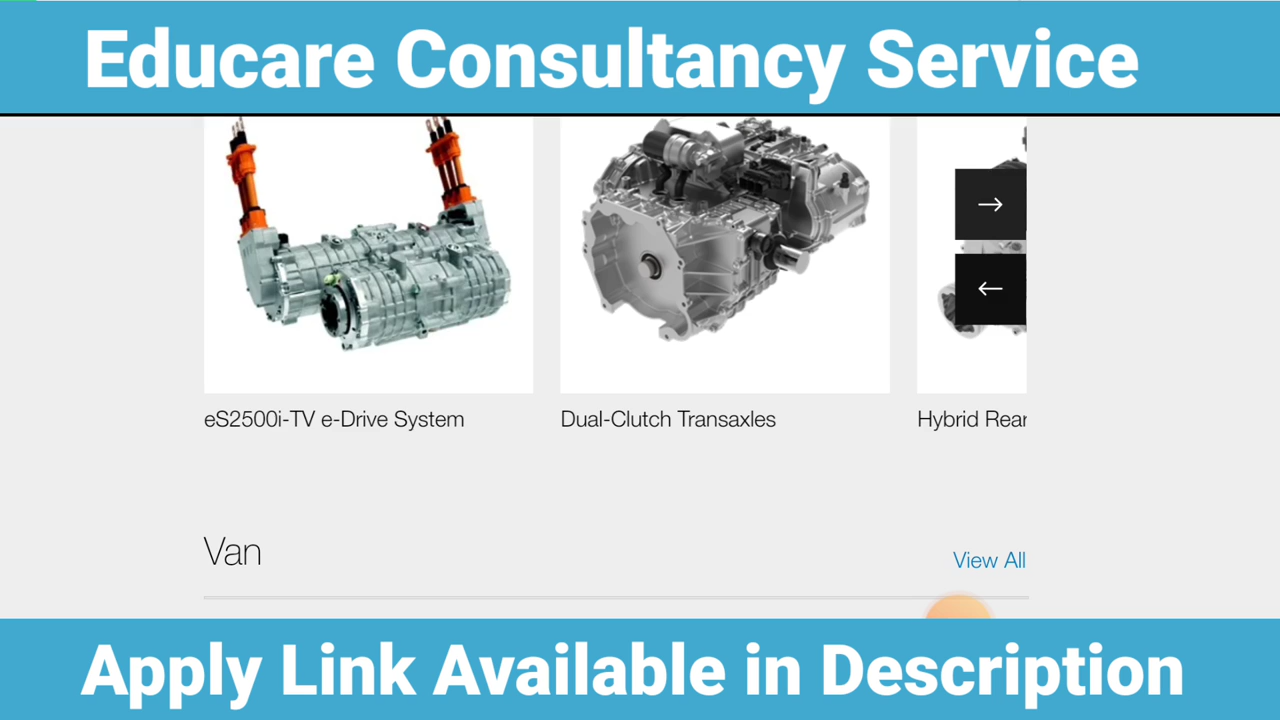 Educare Consultancy Service
eS2500i-TV e-Drive System
Dual-Clutch Transaxles
Hybrid Rear
Van
View All
Apply Link Available in Description